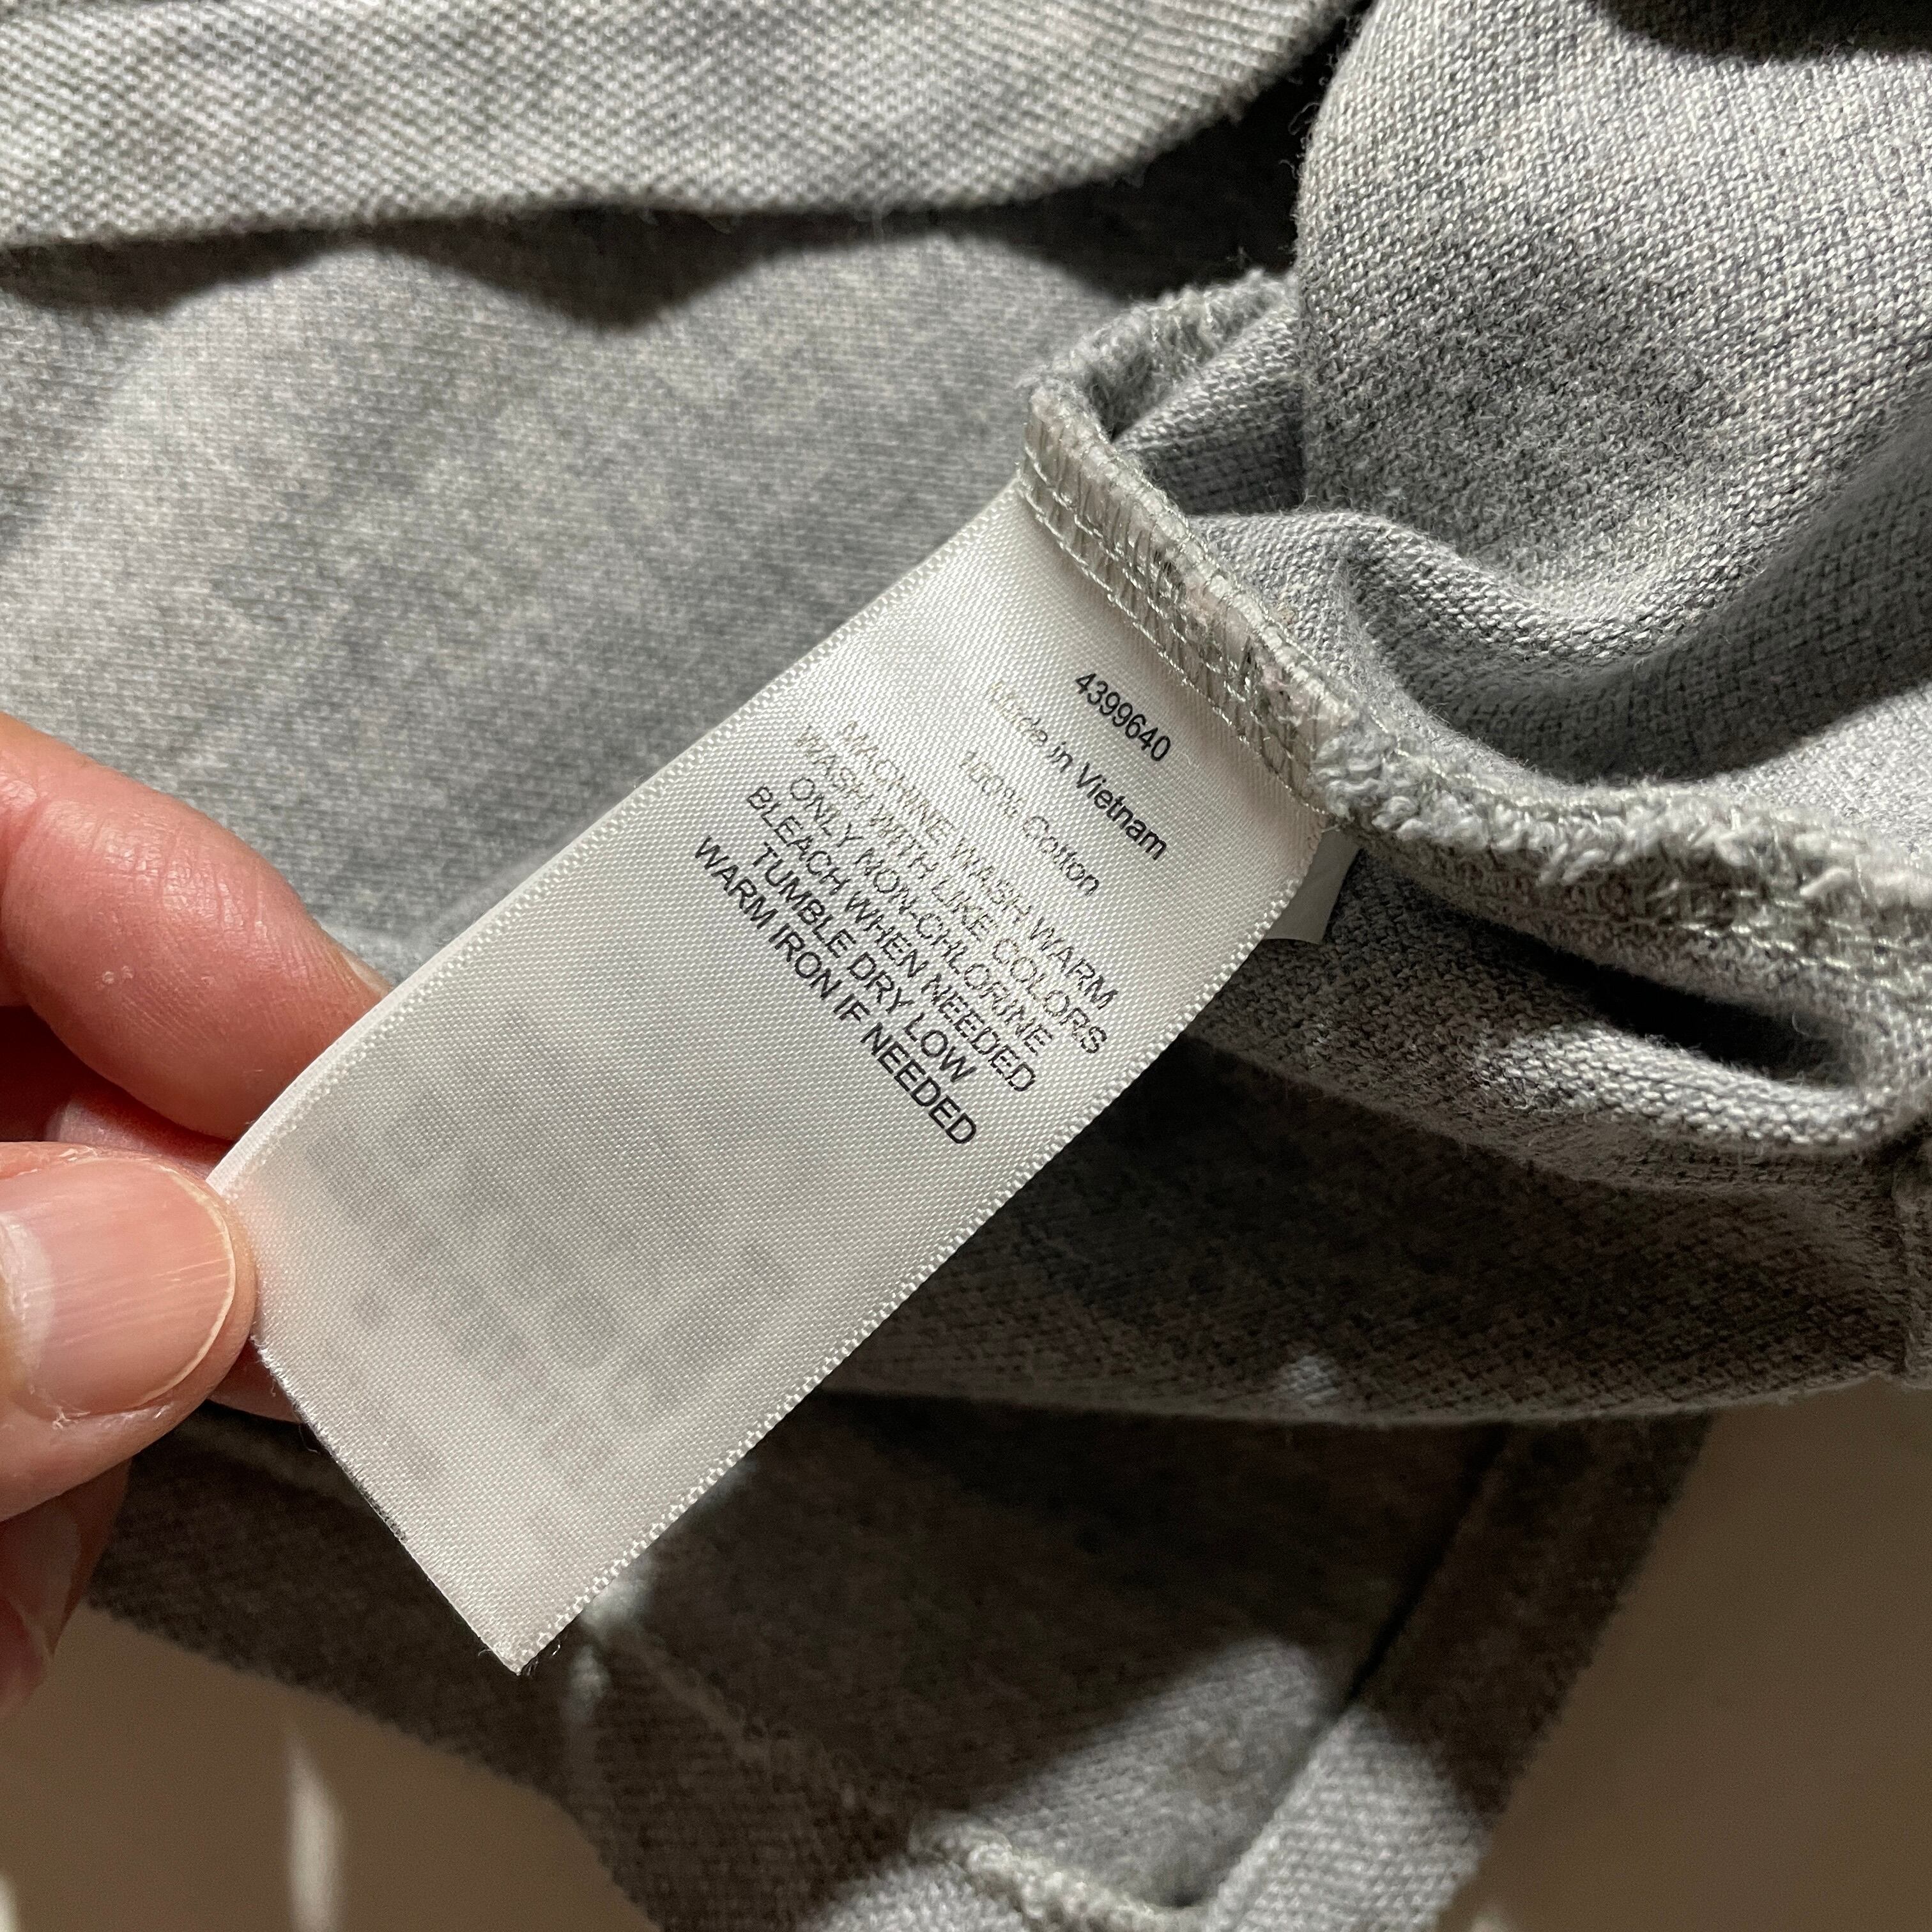 4399640
Made in Vietnam
100% Cotton
MACHINE WASH WARM
WASH WITH LIKE COLORS
ONLY NON-CHLORINE
BLEACH WHEN NEEDED
TUMBLE DRY LOW
WARM IRON IF NEEDED